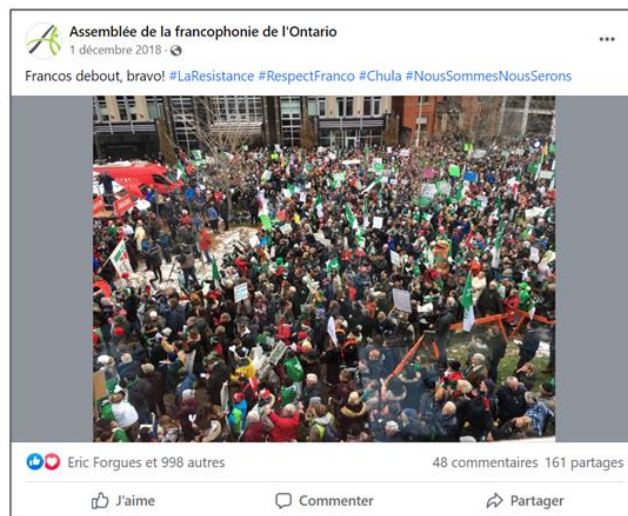 Assemblée de la francophonie de l'Ontario
1 décembre 2018 ·
Francos debout, bravo! #LaResistance #RespectFranco #Chula #NousSommesNousSerons
Eric Forgues et 998 autres
48 commentaires 161 partages
J'aime
Commenter
Partager